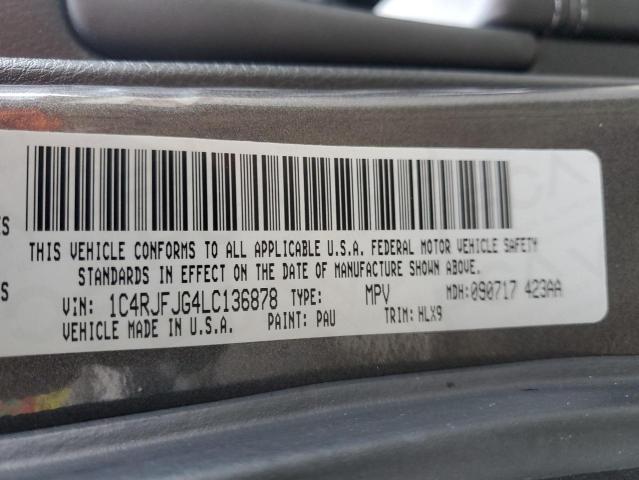 THIS VEHICLE CONFORMS TO ALL APPLICABLE U.S.A. FEDERAL MOTOR VEHICLE SAFETY
STANDARDS IN EFFECT ON THE DATE OF MANUFACTURE SHOWN ABOVE.
VIN: 1C4RJFJG4LC136878 TYPE: MPV MDH:090717 423AA
VEHICLE MADE IN U.S.A. PAINT: PAU TRIM: HLX9